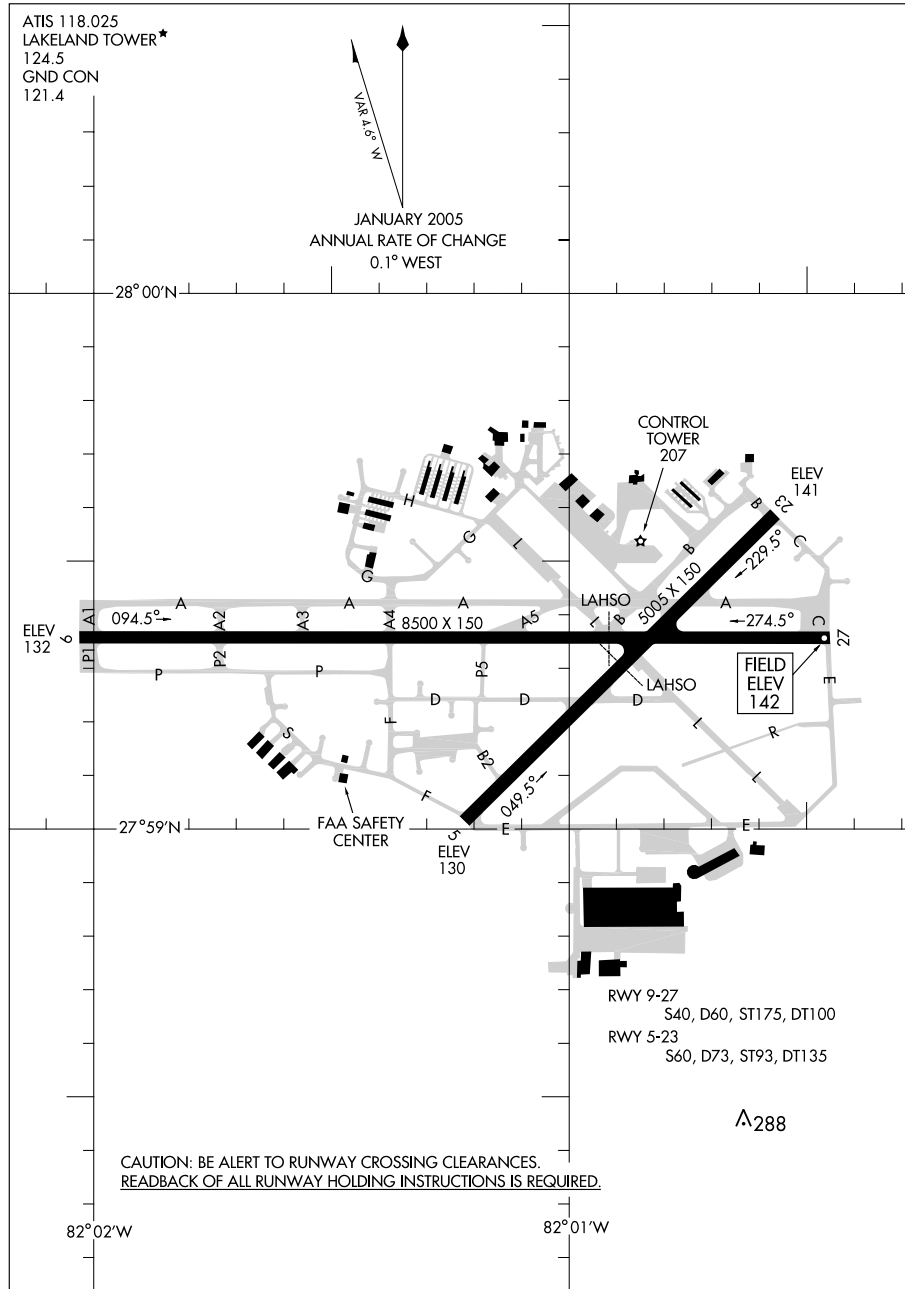 ATIS 118.025
LAKELAND TOWER*
124.5
GND CON
121.4
VAR 4.6° W
JANUARY 2005
ANNUAL RATE OF CHANGE
0.1° WEST
28°00'N
CONTROL
TOWER
207
ELEV
141
23
B
H
G
L
B
C
229.5°
5005 X 150
G
LAHSO
A1
A
A2
A3
A
A4
A
A5
L
B
A
C
094.5°
8500 X 150
274.5°
ELEV
132
9
27
P1
P2
P
P
P5
LAHSO
FIELD
ELEV
142
E
D
D
D
F
S
B2
L
R
L
049.5°
F
FAA SAFETY
CENTER
27°59'N
5
E
E
ELEV
130
RWY 9-27
S40, D60, ST175, DT100
RWY 5-23
S60, D73, ST93, DT135
288
CAUTION: BE ALERT TO RUNWAY CROSSING CLEARANCES.
READBACK OF ALL RUNWAY HOLDING INSTRUCTIONS IS REQUIRED.
82°02'W
82°01'W